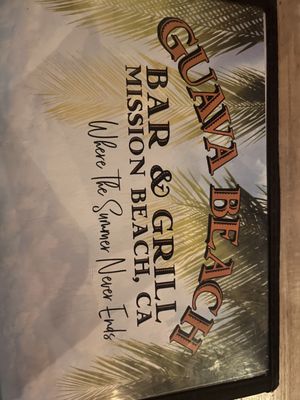 GUAVA BEACH
BAR & GRILL
MISSION BEACH, CA
Where The Summer Never Ends